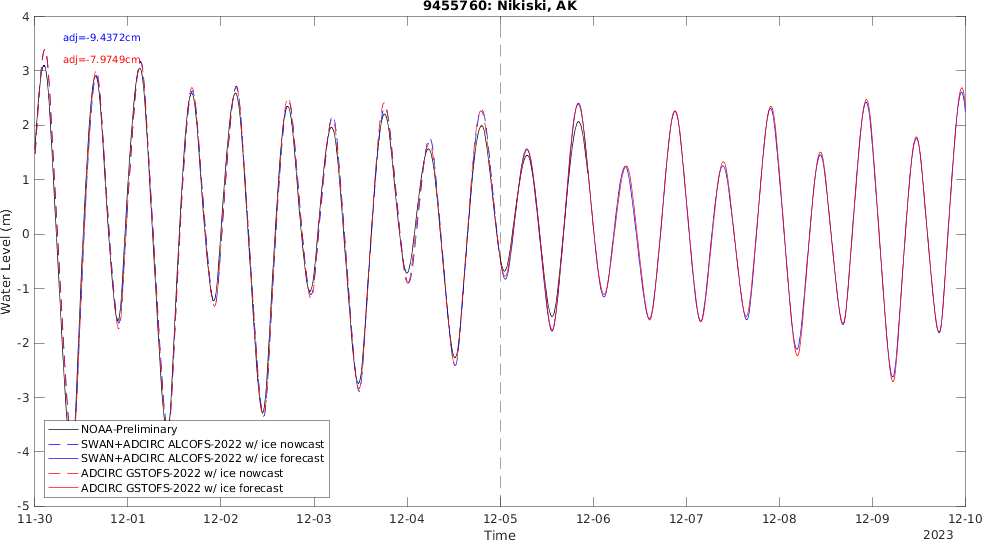 9455760: Nikiski, AK
adj=-9.4372cm
adj=-7.9749cm
Water Level (m)
4
3
2
1
0
-1
-2
-3
-4
-5
NOAA-Preliminary
SWAN+ADCIRC ALCOFS-2022 w/ ice nowcast
SWAN+ADCIRC ALCOFS-2022 w/ ice forecast
ADCIRC GSTOFS-2022 w/ ice nowcast
ADCIRC GSTOFS-2022 w/ ice forecast
11-30 12-01 12-02 12-03 12-04 12-05 12-06 12-07 12-08 12-09 12-10
Time
2023